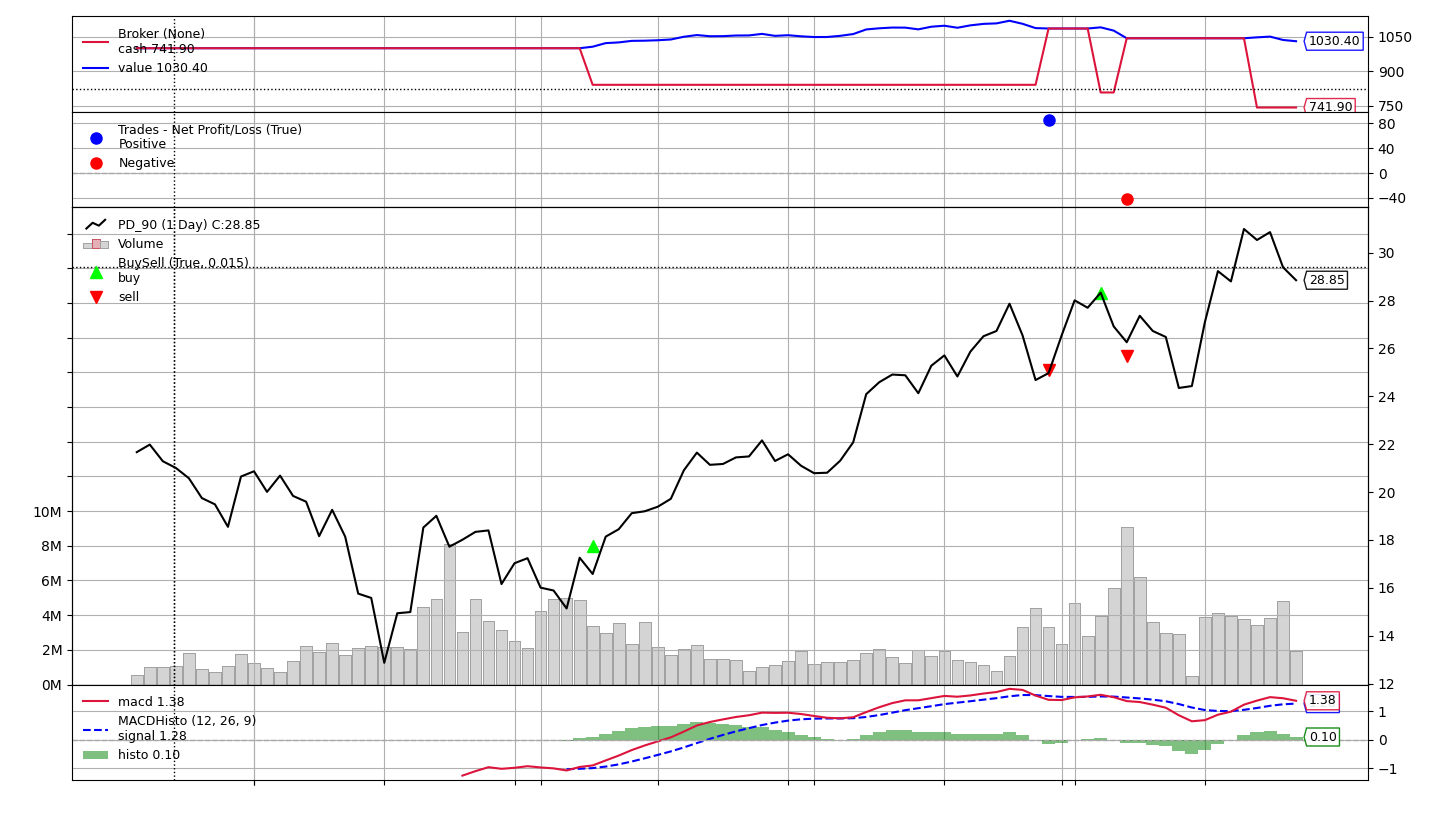 Broker (None)
cash 741.90
value 1030.40
1050
1030.40
900
750
741.90
Trades - Net Profit/Loss (True)
Positive
Negative
80
40
0
−40
PD_90 (1 Day) C:28.85
Volume
BuySell (True, 0.015)
buy
sell
30
28.85
28
26
24
22
20
18
16
14
12
10M
8M
6M
4M
2M
0M
macd 1.38
MACDHisto (12, 26, 9)
signal 1.28
histo 0.10
1.38
1
0.10
0
−1